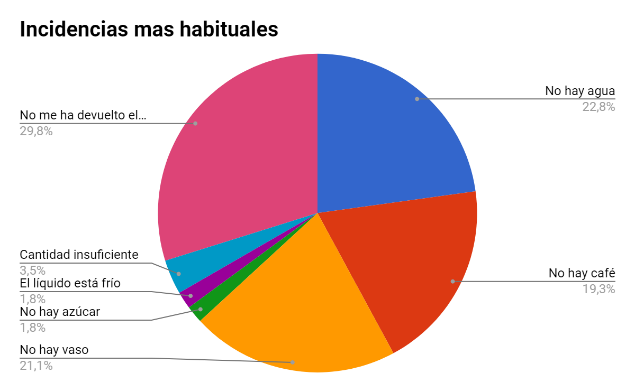 Incidencias mas habituales
No hay agua
22,8%
No me ha devuelto el...
29,8%
Cantidad insuficiente
3,5%
El líquido está frío
1,8%
No hay azúcar
1,8%
No hay vaso
21,1%
No hay café
19,3%